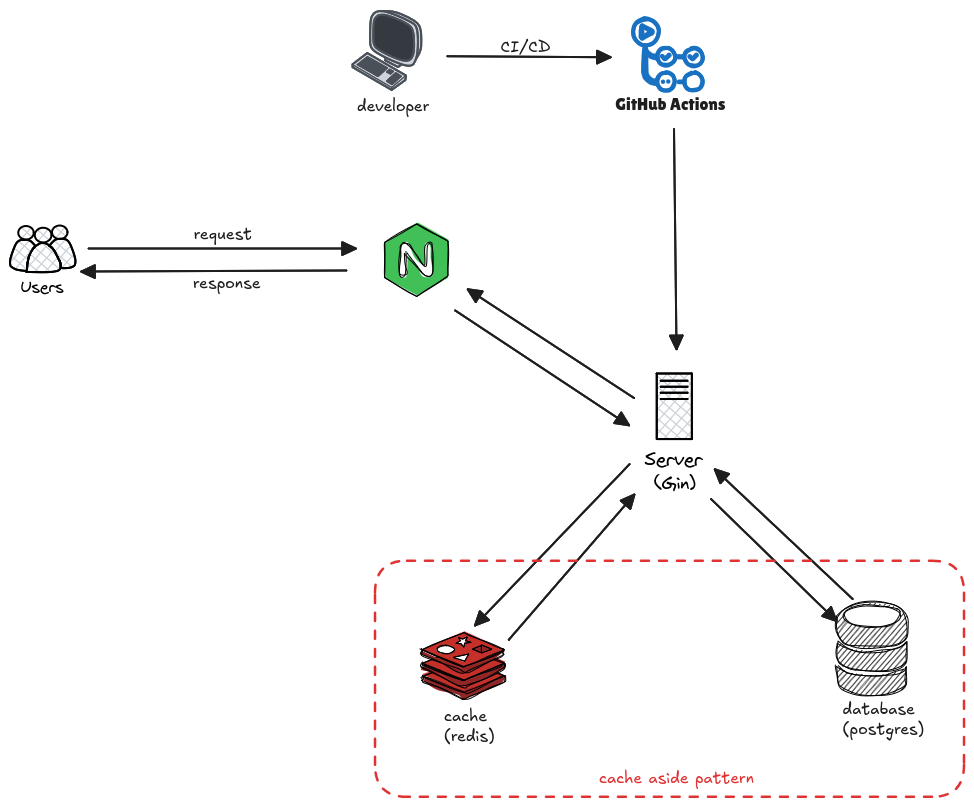 CI/CD
developer
GitHub Actions
request
N
Users
response
Server
(Gin)
cache
(redis)
database
(postgres)
cache aside pattern